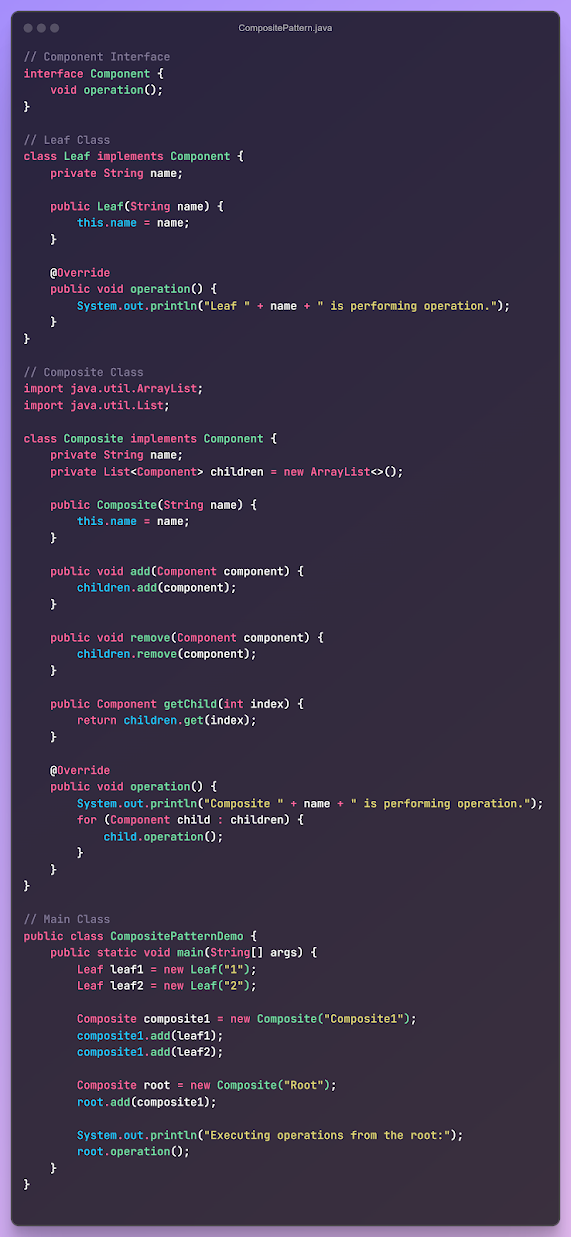 CompositePattern.java
// Component Interface
interface Component {
    void operation();
}

// Leaf Class
class Leaf implements Component {
    private String name;

    public Leaf(String name) {
        this.name = name;
    }

    @Override
    public void operation() {
        System.out.println("Leaf " + name + " is performing operation.");
    }
}

// Composite Class
import java.util.ArrayList;
import java.util.List;

class Composite implements Component {
    private String name;
    private List<Component> children = new ArrayList<>();

    public Composite(String name) {
        this.name = name;
    }

    public void add(Component component) {
        children.add(component);
    }

    public void remove(Component component) {
        children.remove(component);
    }

    public Component getChild(int index) {
        return children.get(index);
    }

    @Override
    public void operation() {
        System.out.println("Composite " + name + " is performing operation.");
        for (Component child : children) {
            child.operation();
        }
    }
}

// Main Class
public class CompositePatternDemo {
    public static void main(String[] args) {
        Leaf leaf1 = new Leaf("1");
        Leaf leaf2 = new Leaf("2");

        Composite composite1 = new Composite("Composite1");
        composite1.add(leaf1);
        composite1.add(leaf2);

        Composite root = new Composite("Root");
        root.add(composite1);

        System.out.println("Executing operations from the root:");
        root.operation();
    }
}